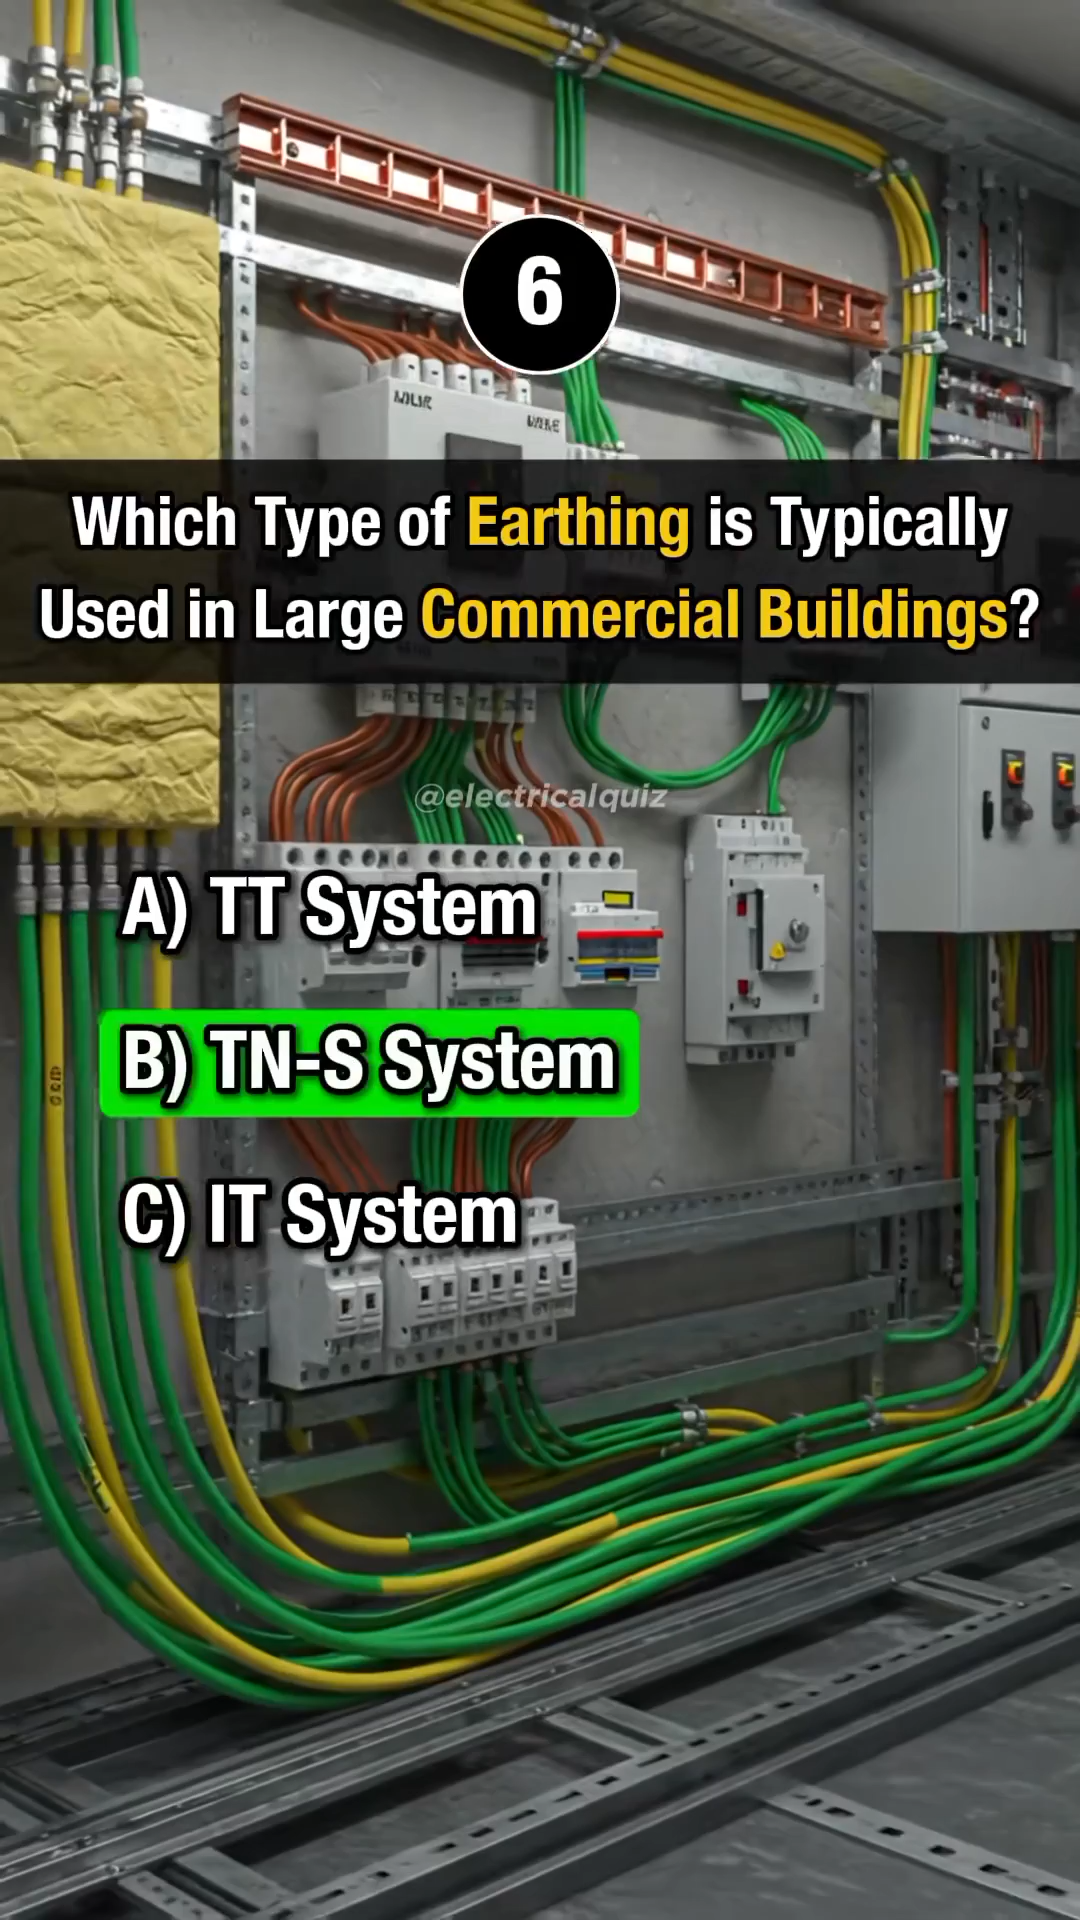 6
Which Type of Earthing is Typically
Used in Large Commercial Buildings?
@electricalquiz
A) TT System
B) TN-S System
C) IT System